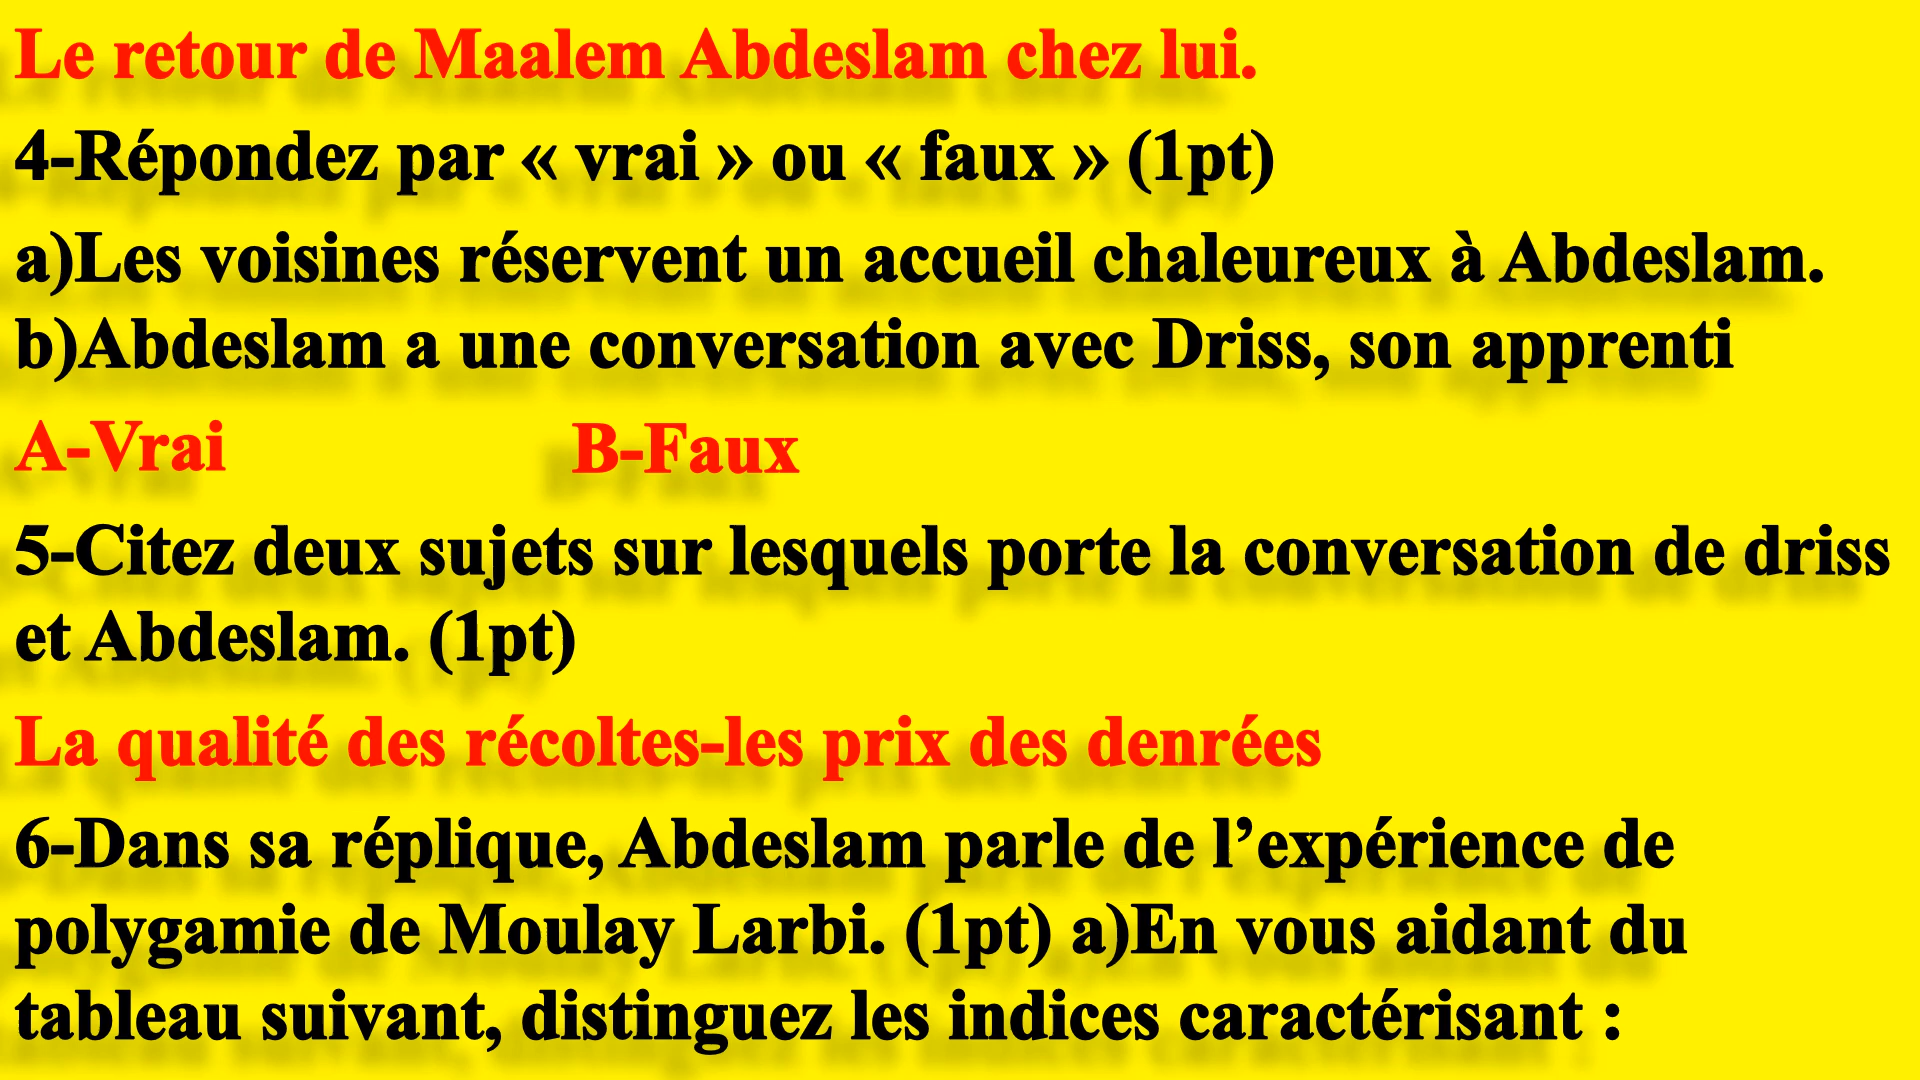 Le retour de Maalem Abdeslam chez lui.
4-Répondez par « vrai » ou « faux » (1pt)
a)Les voisines réservent un accueil chaleureux à Abdeslam.
b)Abdeslam a une conversation avec Driss, son apprenti
A-Vrai B-Faux
5-Citez deux sujets sur lesquels porte la conversation de driss
et Abdeslam. (1pt)
La qualité des récoltes-les prix des denrées
6-Dans sa réplique, Abdeslam parle de l’expérience de
polygamie de Moulay Larbi. (1pt) a)En vous aidant du
tableau suivant, distinguez les indices caractérisant :